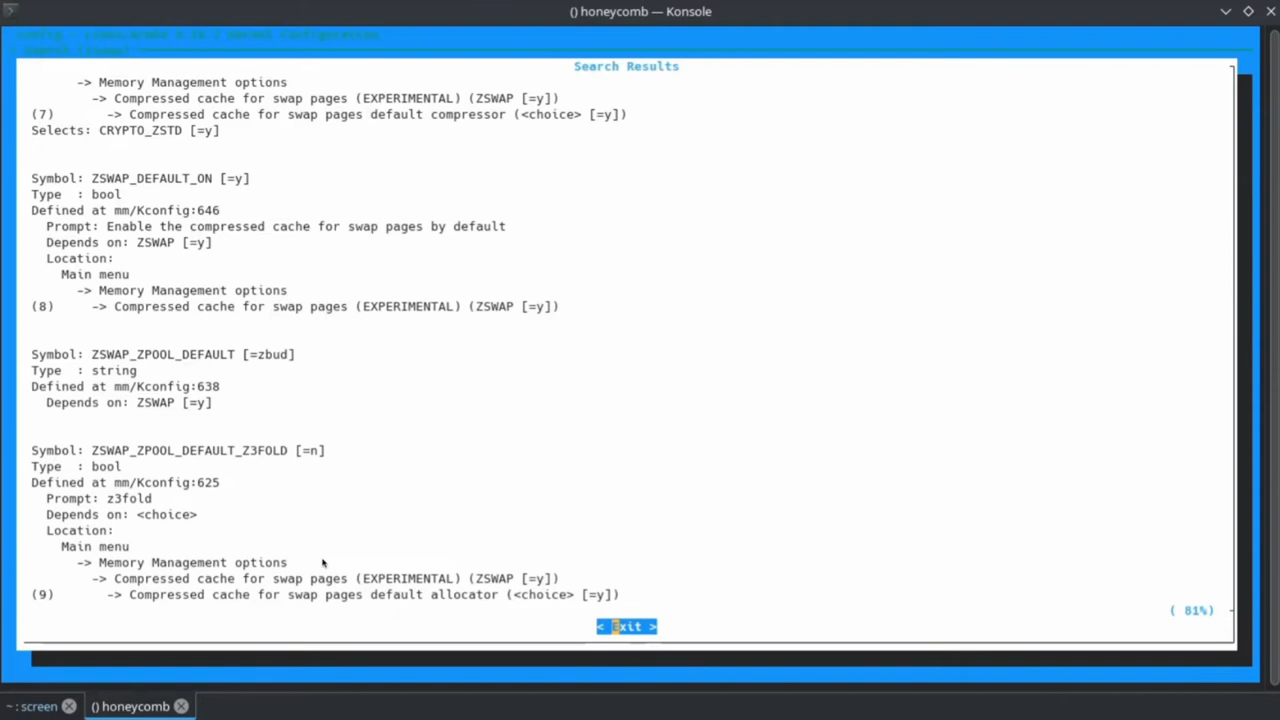 () honeycomb — Konsole
Search Results
-> Memory Management options
-> Compressed cache for swap pages (EXPERIMENTAL) (ZSWAP [=y])
(7) -> Compressed cache for swap pages default compressor (<choice> [=y])
Selects: CRYPTO_ZSTD [=y]
Symbol: ZSWAP_DEFAULT_ON [=y]
Type : bool
Defined at mm/Kconfig:646
Prompt: Enable the compressed cache for swap pages by default
Depends on: ZSWAP [=y]
Location:
Main menu
-> Memory Management options
(8) -> Compressed cache for swap pages (EXPERIMENTAL) (ZSWAP [=y])
Symbol: ZSWAP_ZPOOL_DEFAULT [=zbud]
Type : string
Defined at mm/Kconfig:638
Depends on: ZSWAP [=y]
Symbol: ZSWAP_ZPOOL_DEFAULT_Z3FOLD [=n]
Type : bool
Defined at mm/Kconfig:625
Prompt: z3fold
Depends on: <choice>
Location:
Main menu
-> Memory Management options
-> Compressed cache for swap pages (EXPERIMENTAL) (ZSWAP [=y])
(9) -> Compressed cache for swap pages default allocator (<choice> [=y])
( 81%)
< Exit >
~ : screen
() honeycomb